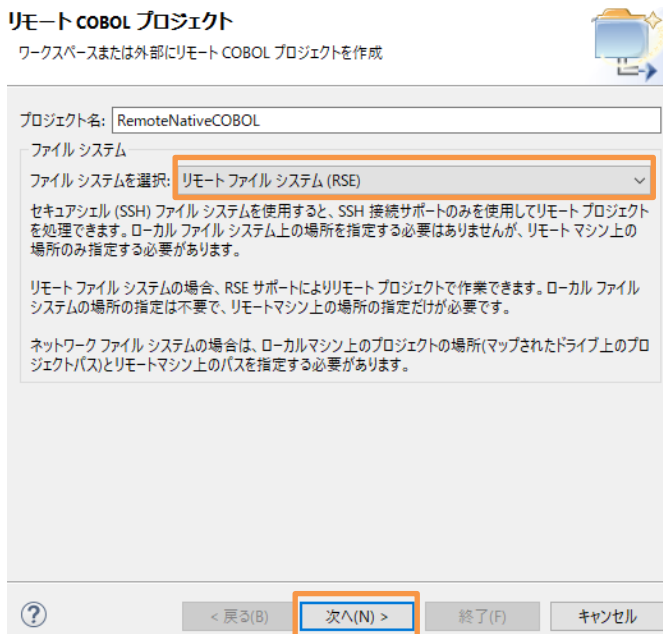 リモート COBOL プロジェクト
ワークスペースまたは外部にリモート COBOL プロジェクトを作成
プロジェクト名: RemoteNativeCOBOL
ファイル システム
ファイル システムを選択: リモート ファイル システム (RSE)
セキュアシェル (SSH) ファイル システムを使用すると、SSH 接続サポートのみを使用してリモート プロジェクト
を処理できます。ローカル ファイル システム上の場所を指定する必要はありませんが、リモート マシン上の
場所のみ指定する必要があります。
リモート ファイル システムの場合、RSE サポートによりリモート プロジェクトで作業できます。ローカル ファイル
システムの場所の指定は不要で、リモートマシン上の場所の指定だけが必要です。
ネットワーク ファイル システムの場合は、ローカルマシン上のプロジェクトの場所(マップされたドライブ上のプロ
ジェクトパス)とリモートマシン上のパスを指定する必要があります。
? < 戻る(B) 次へ(N) > 終了(F) キャンセル